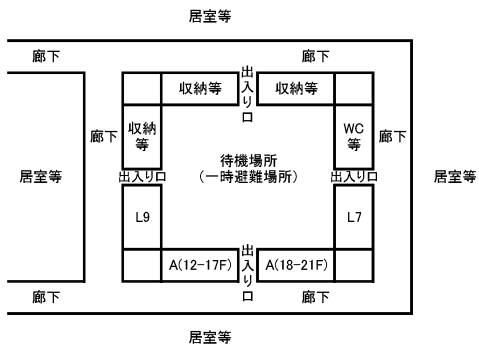 居室等
廊下
廊下
収納等
出入り口
収納等
廊下
収納
等
待機場所
(一時避難場所)
WC
等
廊下
居室等
出入り口
出入り口
居室等
L9
L7
A(12-17F)
出入り口
A(18-21F)
廊下
廊下
居室等